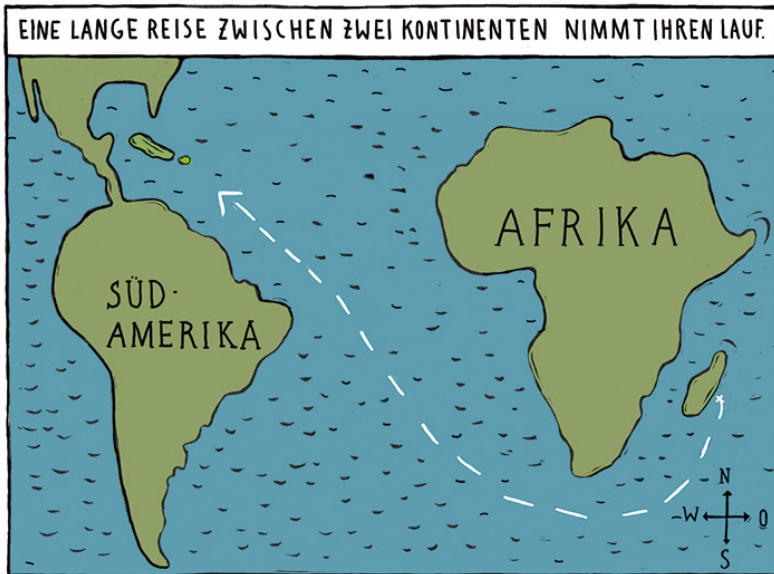 EINE LANGE REISE ZWISCHEN ZWEI KONTINENTEN NIMMT IHREN LAUF.
AFRIKA
SÜD-
AMERIKA
N
W O
S